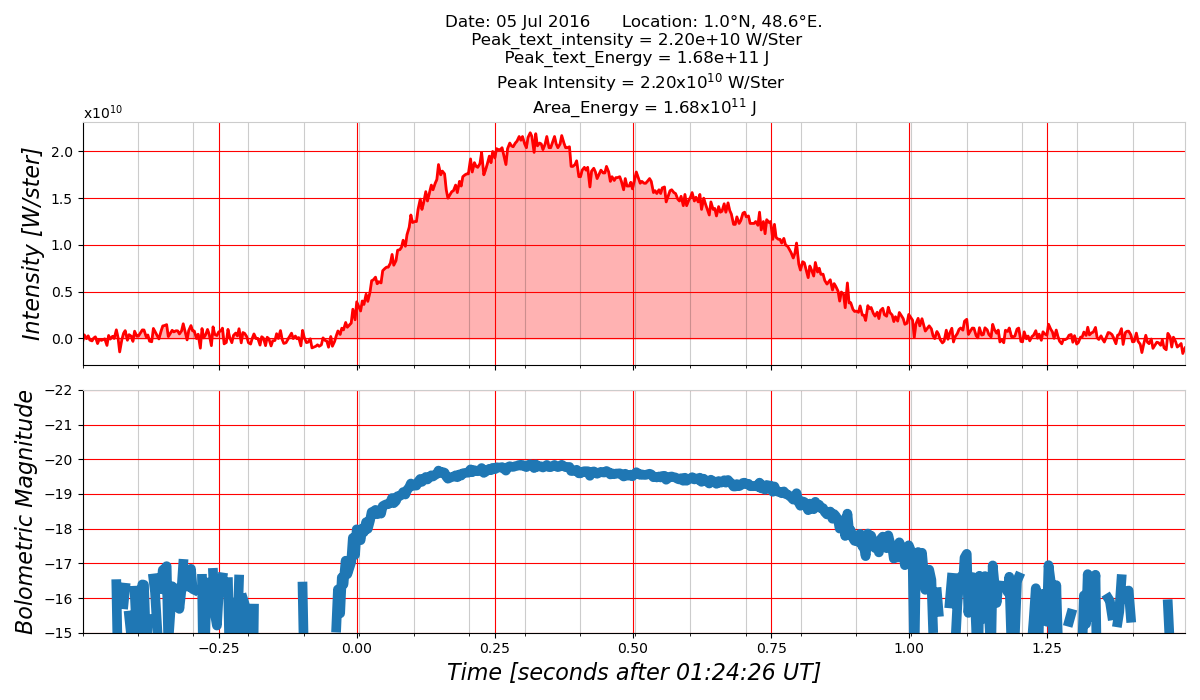 Date: 05 Jul 2016      Location: 1.0°N, 48.6°E.
Peak_text_intensity = 2.20e+10 W/Ster
Peak_text_Energy = 1.68e+11 J
Peak Intensity = 2.20x10^10 W/Ster
Area_Energy = 1.68x10^11 J
x10^10
Intensity [W/ster]
2.0
1.5
1.0
0.5
0.0
Bolometric Magnitude
−22
−21
−20
−19
−18
−17
−16
−15
−0.25 0.00 0.25 0.50 0.75 1.00 1.25
Time [seconds after 01:24:26 UT]